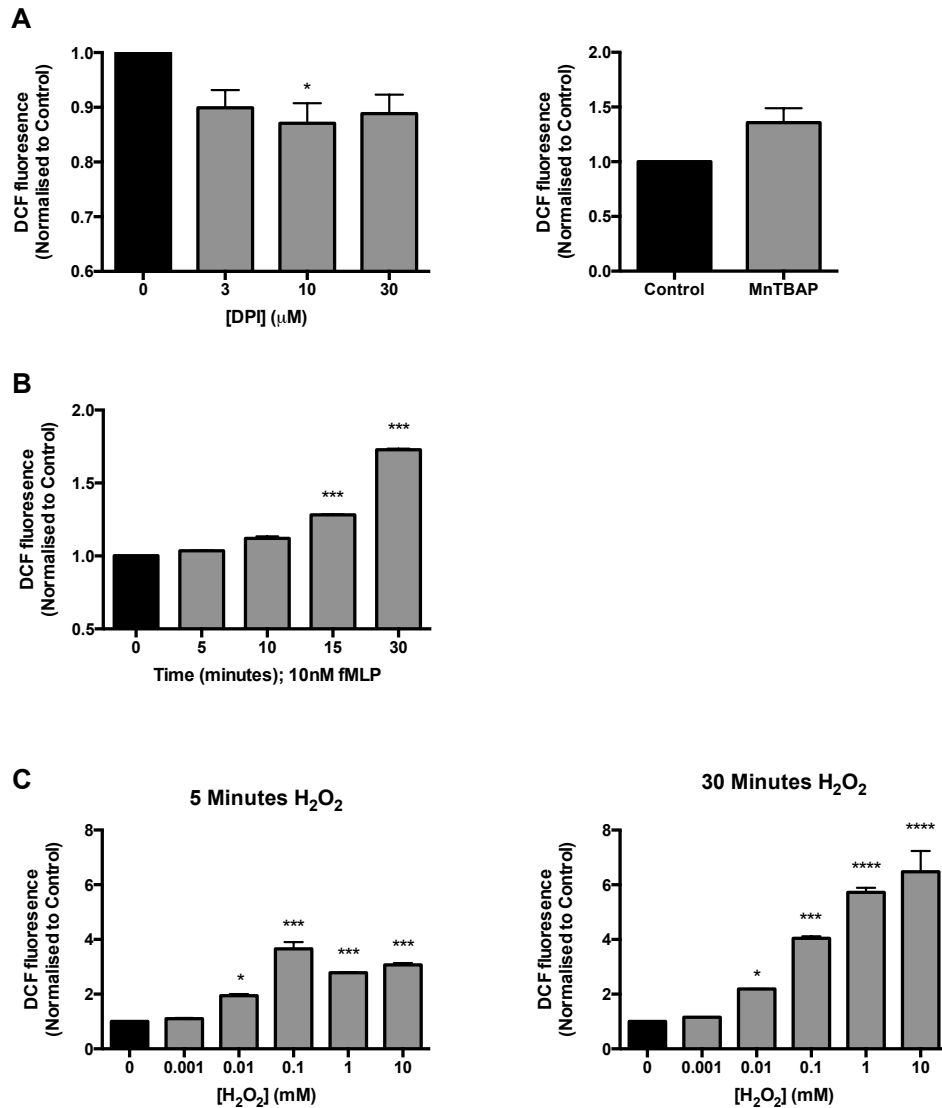 A
DCF fluoresence
(Normalised to Control)
1.0
0.9
0.8
0.9
0.6
*
0
3
10
30
[DPI] (μM)
DCF fluoresence
(Normalised to Control)
2.0
1.5
1.0
0.5
0.0
Control
MnTBAP
B
DCF fluoresence
(Normalised to Control)
2.0
1.5
1.0
0.5
***
***
0
5
10
15
30
Time (minutes); 10nM fMLP
C
5 Minutes H₂O₂
DCF fluoresence
(Normalised to Control)
8
6
4
2
0
*
***
***
***
0
0.001
0.01
0.1
1
10
[H₂O₂] (mM)
30 Minutes H₂O₂
DCF fluoresence
(Normalised to Control)
8
6
4
2
0
*
***
****
****
0
0.001
0.01
0.1
1
10
[H₂O₂] (mM)